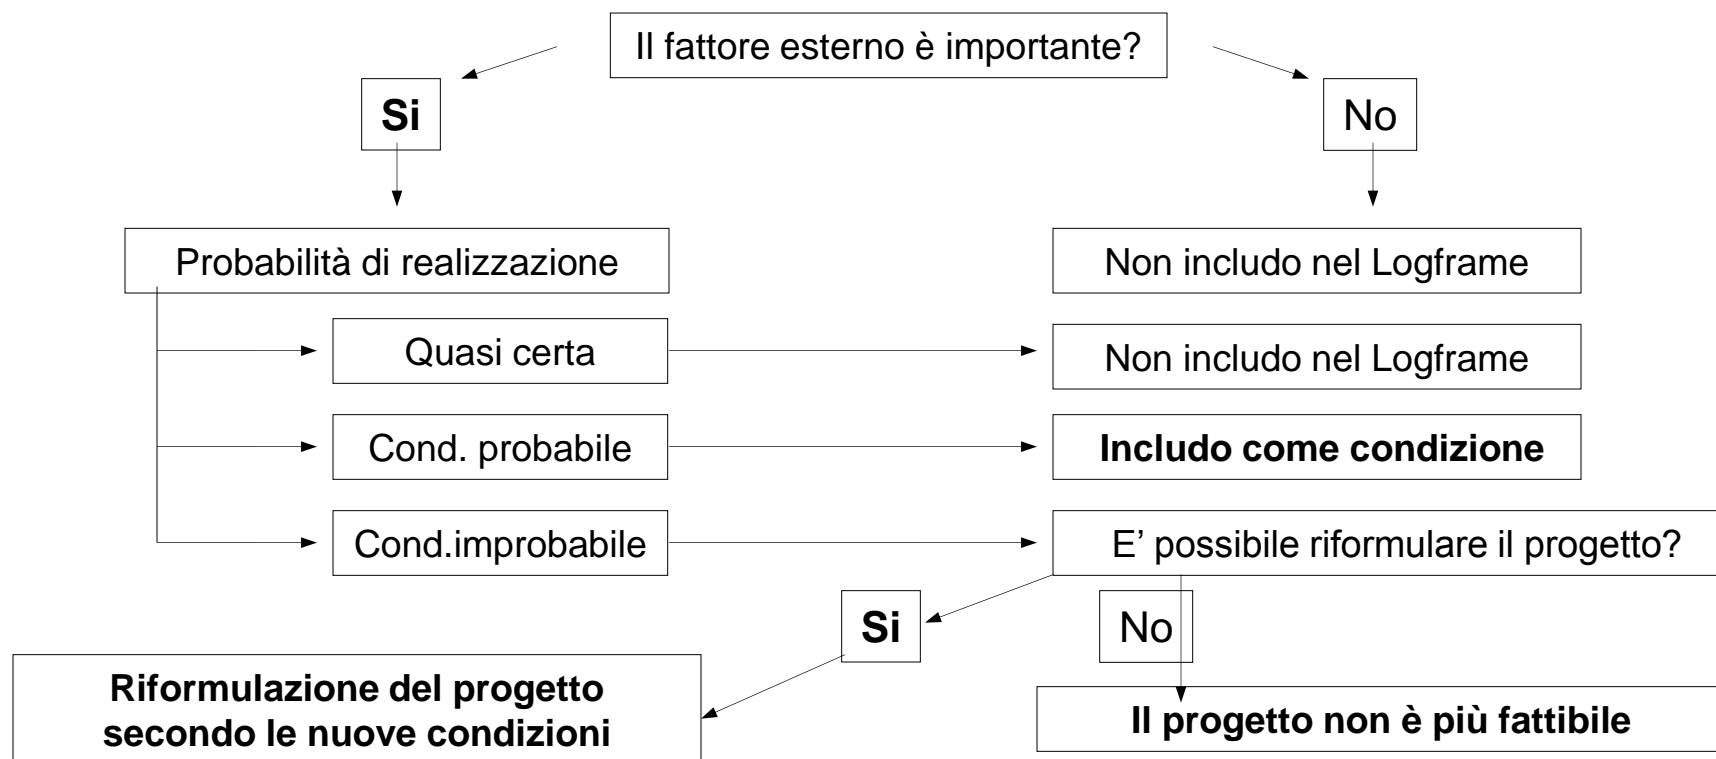 Il fattore esterno è importante?
Si
No
Probabilità di realizzazione
Non includo nel Logframe
Quasi certa
Non includo nel Logframe
Cond. probabile
Includo come condizione
Cond.improbabile
E’ possibile riformulare il progetto?
Si
No
Riformulazione del progetto
secondo le nuove condizioni
Il progetto non è più fattibile